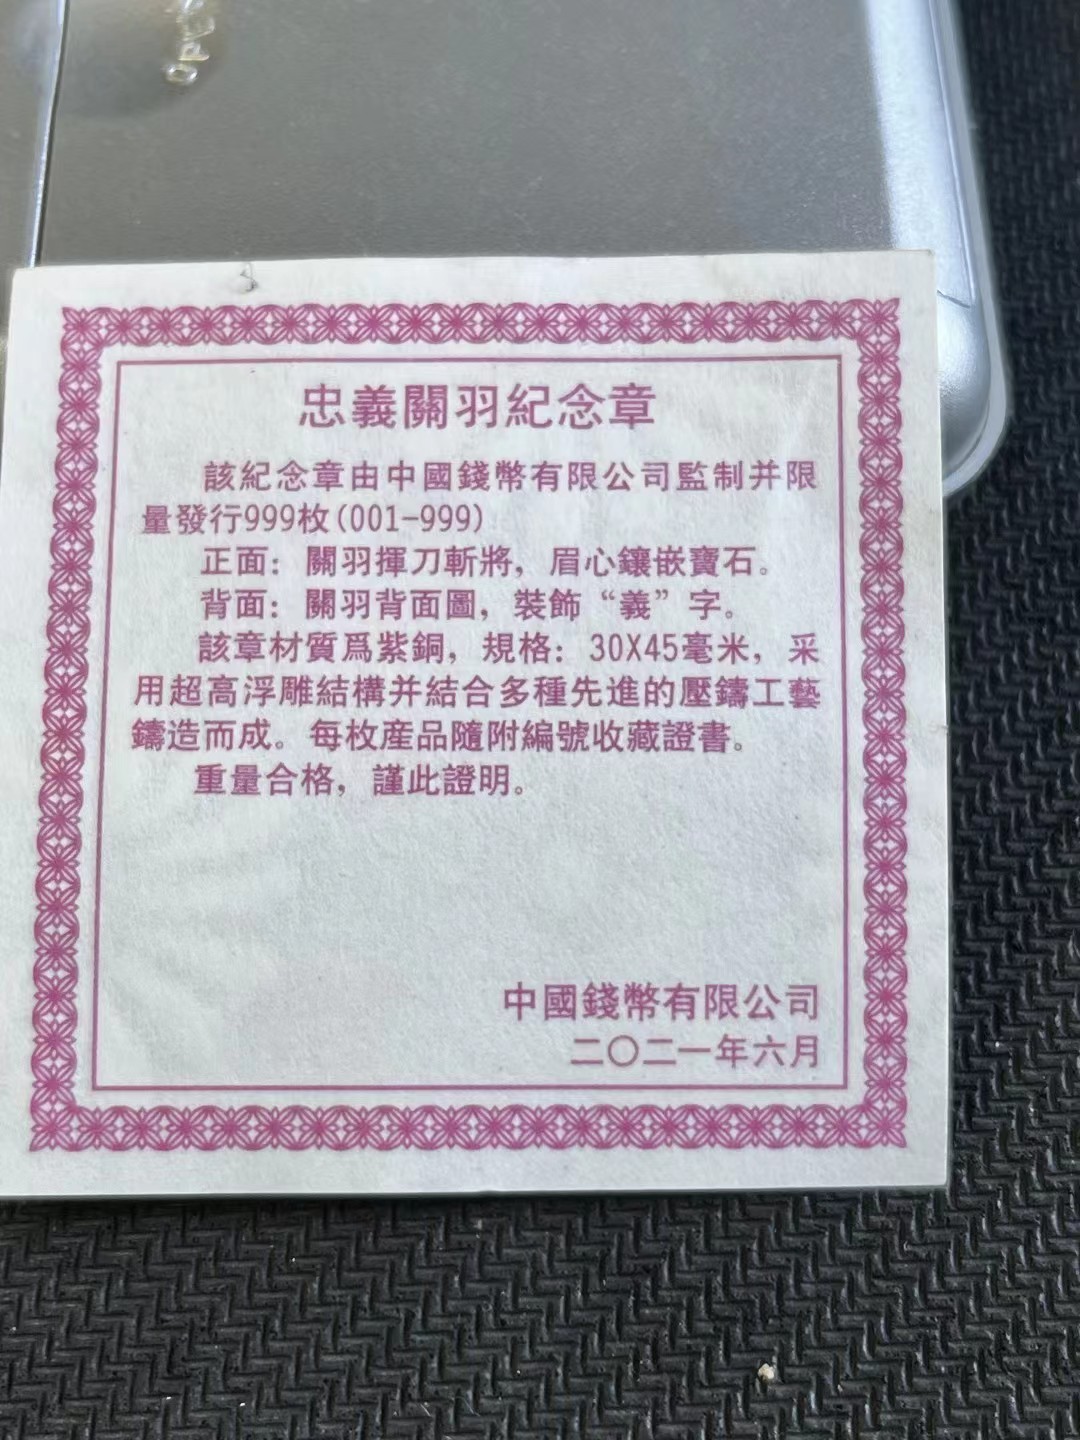 OPEN
忠義關羽紀念章
該紀念章由中國錢幣有限公司監制并限
量發行999枚(001-999)
正面：關羽揮刀斬將，眉心鑲嵌寶石。
背面：關羽背面圖，裝飾“義”字。
該章材質爲紫銅，規格：30X45毫米，采
用超高浮雕結構并結合多種先進的壓鑄工藝
鑄造而成。每枚産品隨附編號收藏證書。
重量合格，謹此證明。
中國錢幣有限公司
二〇二一年六月